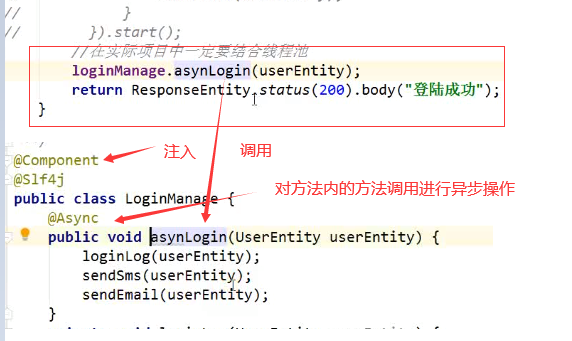 //            }
//        }).start();
//在实际项目中一定要结合线程池
loginManage.asynLogin(userEntity);
return ResponseEntity.status(200).body("登陆成功");
}
@Component
注入
调用
@Slf4j
public class LoginManage {
对方法内的方法调用进行异步操作
@Async
public void asynLogin(UserEntity userEntity) {
loginLog(userEntity);
sendSms(userEntity);
sendEmail(userEntity);
}